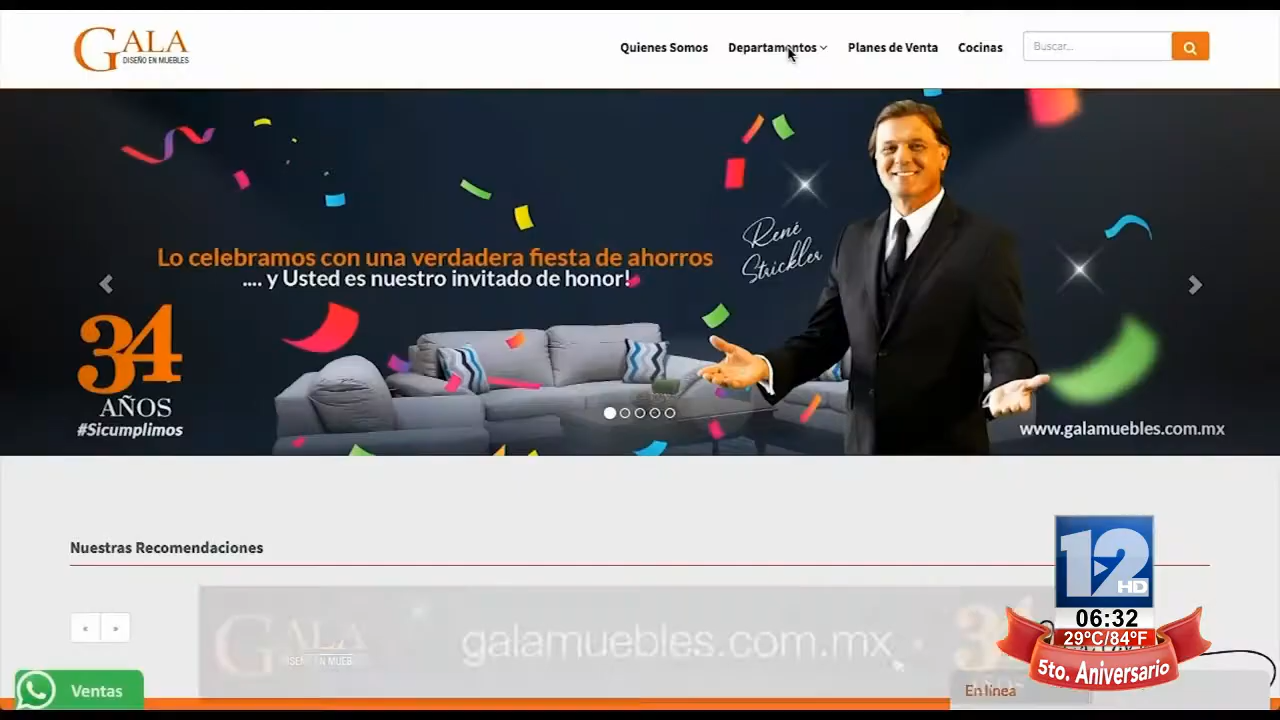 GALA
DISEÑO EN MUEBLES
Quienes Somos
Departamentos
Planes de Venta
Cocinas
Buscar...
Lo celebramos con una verdadera fiesta de ahorros
.... y Usted es nuestro invitado de honor!
René
Strickler
34
AÑOS
#Sicumplimos
www.galamuebles.com.mx
Nuestras Recomendaciones
«
»
GALA
galamuebles.com.mx
12
HD
06:32
29°C/84°F
5to. Aniversario
Ventas
En línea